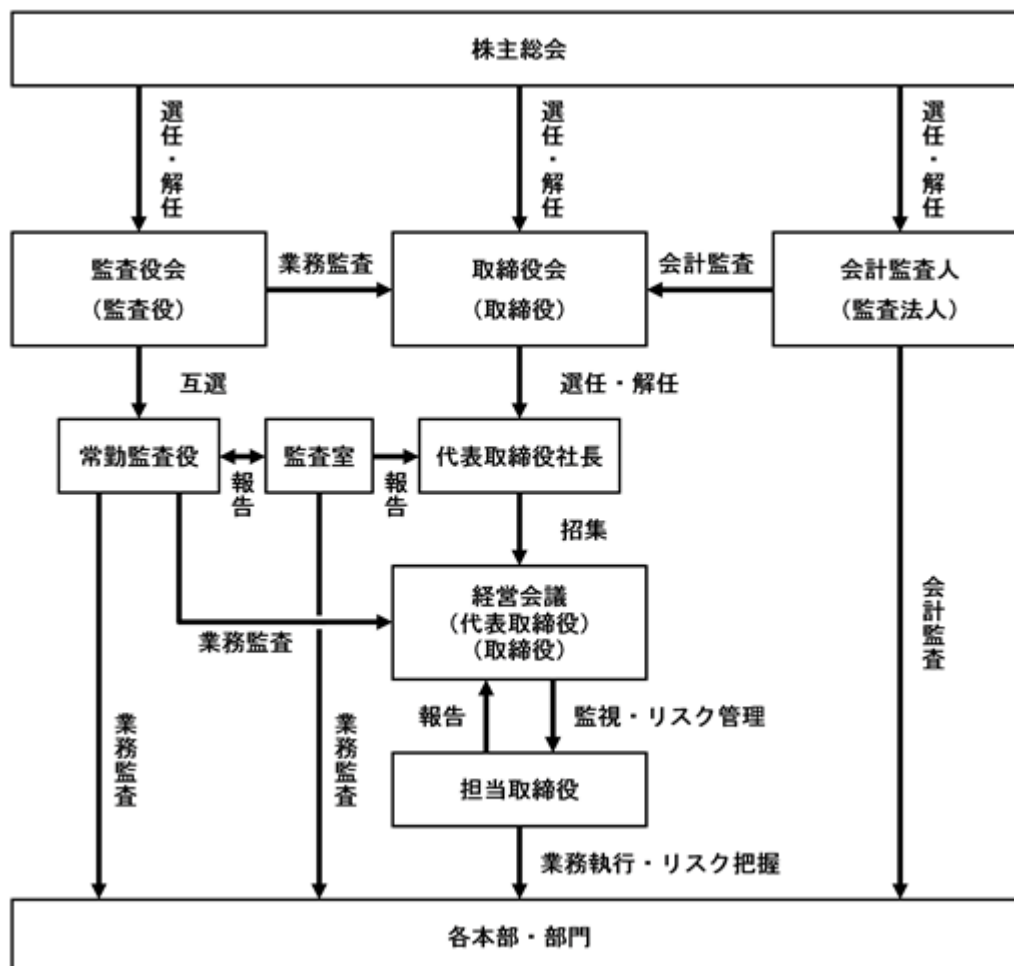 株主総会
選任・解任
選任・解任
選任・解任
監査役会
(監査役)
業務監査
取締役会
(取締役)
会計監査
会計監査人
(監査法人)
互選
選任・解任
常勤監査役
報告
監査室
報告
代表取締役社長
招集
経営会議
(代表取締役)
(取締役)
業務監査
会計監査
報告
監視・リスク管理
業務監査
業務監査
担当取締役
業務執行・リスク把握
各本部・部門